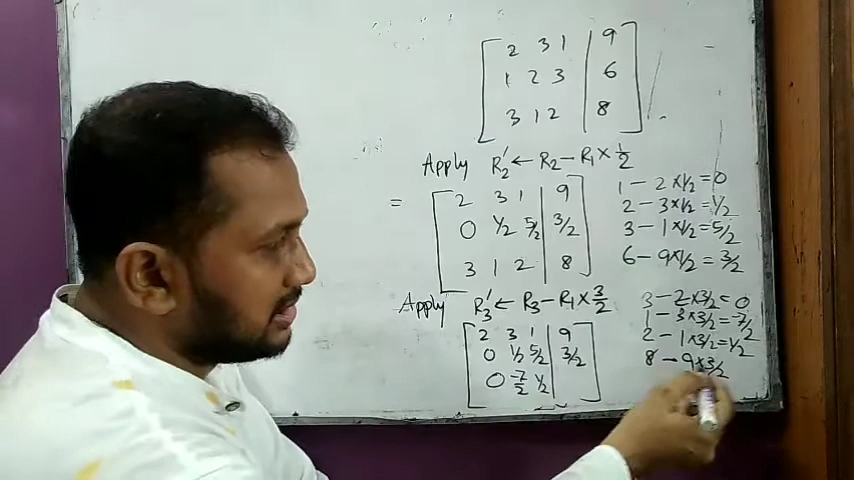 2 3 1 | 9
1 2 3 | 6
3 1 2 | 8
Apply R₂' ← R₂ − R₁ × 1/2
= 2 3 1 | 9
0 1/2 5/2 | 3/2
3 1 2 | 8
1 − 2 × 1/2 = 0
2 − 3 × 1/2 = 1/2
3 − 1 × 1/2 = 5/2
6 − 9 × 1/2 = 3/2
Apply R₃' ← R₃ − R₁ × 3/2
2 3 1 | 9
0 1/2 5/2 | 3/2
0 -7/2 1/2 |
3 − 2 × 3/2 = 0
1 − 3 × 3/2 = -7/2
2 − 1 × 3/2 = 1/2
8 − 9 × 3/2